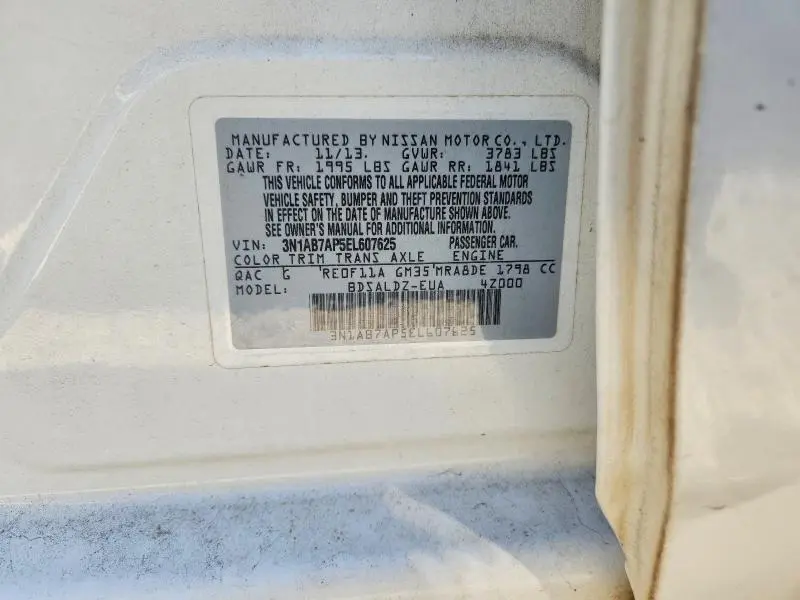 MANUFACTURED BY NISSAN MOTOR CO., LTD.
DATE: 11/13. GVWR: 3783 LBS
GAWR FR: 1995 LBS GAWR RR: 1841 LBS
THIS VEHICLE CONFORMS TO ALL APPLICABLE FEDERAL MOTOR
VEHICLE SAFETY, BUMPER AND THEFT PREVENTION STANDARDS
IN EFFECT ON THE DATE OF MANUFACTURE SHOWN ABOVE.
SEE OWNER'S MANUAL FOR ADDITIONAL INFORMATION
VIN: 3N1AB7AP5EL607625 PASSENGER CAR.
COLOR TRIM TRANS AXLE ENGINE
QAC G RE0F11A GM35 MRA8DE 1798 CC
MODEL: BDSALDZ-EUA 4Z000
3N1AB7AP5EL607625